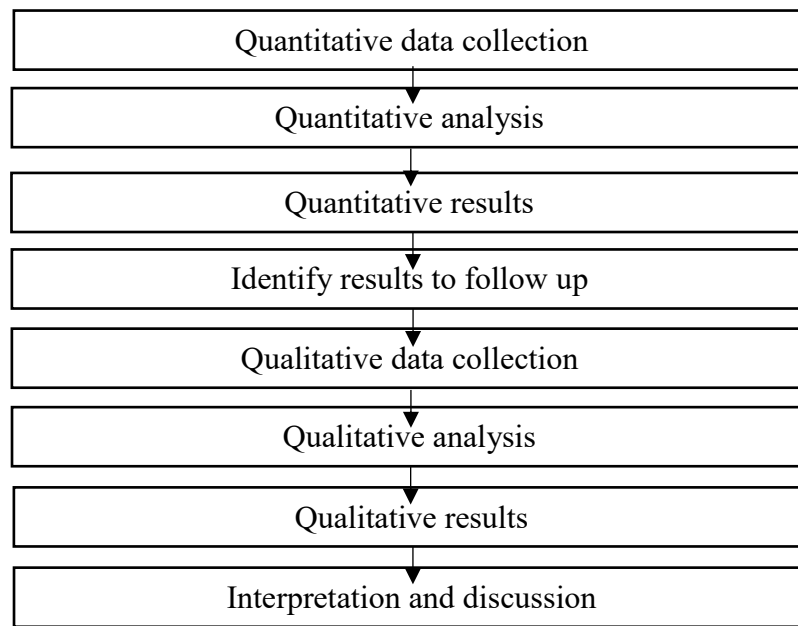 Quantitative data collection
Quantitative analysis
Quantitative results
Identify results to follow up
Qualitative data collection
Qualitative analysis
Qualitative results
Interpretation and discussion